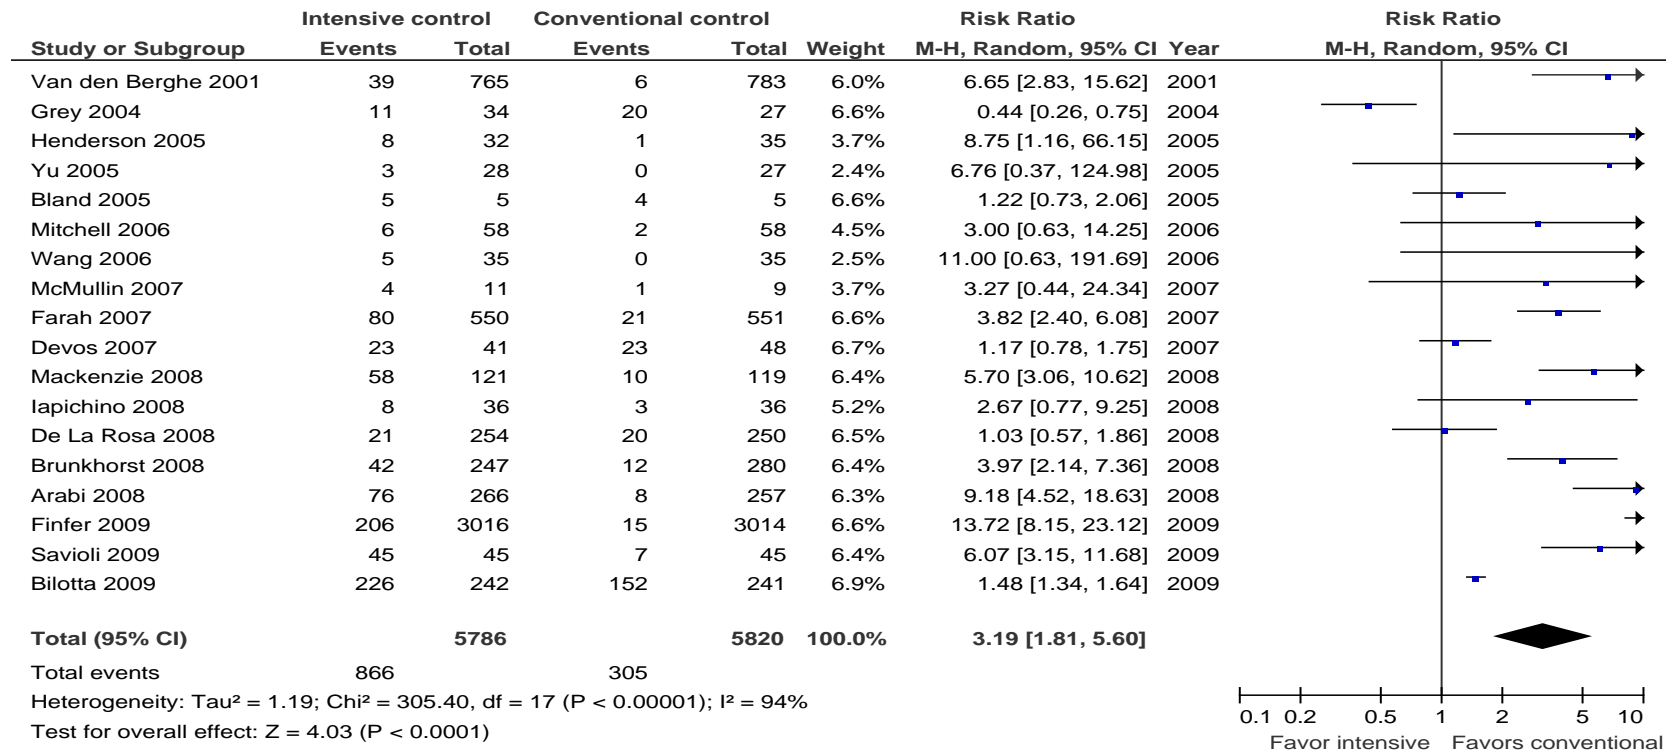 Intensive control Conventional control Risk Ratio Risk Ratio
Study or Subgroup Events Total Events Total Weight M-H, Random, 95% CI Year M-H, Random, 95% CI
Van den Berghe 2001 39 765 6 783 6.0% 6.65 [2.83, 15.62] 2001
Grey 2004 11 34 20 27 6.6% 0.44 [0.26, 0.75] 2004
Henderson 2005 8 32 1 35 3.7% 8.75 [1.16, 66.15] 2005
Yu 2005 3 28 0 27 2.4% 6.76 [0.37, 124.98] 2005
Bland 2005 5 5 4 5 6.6% 1.22 [0.73, 2.06] 2005
Mitchell 2006 6 58 2 58 4.5% 3.00 [0.63, 14.25] 2006
Wang 2006 5 35 0 35 2.5% 11.00 [0.63, 191.69] 2006
McMullin 2007 4 11 1 9 3.7% 3.27 [0.44, 24.34] 2007
Farah 2007 80 550 21 551 6.6% 3.82 [2.40, 6.08] 2007
Devos 2007 23 41 23 48 6.7% 1.17 [0.78, 1.75] 2007
Mackenzie 2008 58 121 10 119 6.4% 5.70 [3.06, 10.62] 2008
Iapichino 2008 8 36 3 36 5.2% 2.67 [0.77, 9.25] 2008
De La Rosa 2008 21 254 20 250 6.5% 1.03 [0.57, 1.86] 2008
Brunkhorst 2008 42 247 12 280 6.4% 3.97 [2.14, 7.36] 2008
Arabi 2008 76 266 8 257 6.3% 9.18 [4.52, 18.63] 2008
Finfer 2009 206 3016 15 3014 6.6% 13.72 [8.15, 23.12] 2009
Savioli 2009 45 45 7 45 6.4% 6.07 [3.15, 11.68] 2009
Bilotta 2009 226 242 152 241 6.9% 1.48 [1.34, 1.64] 2009
Total (95% CI) 5786 5820 100.0% 3.19 [1.81, 5.60]
Total events 866 305
Heterogeneity: Tau² = 1.19; Chi² = 305.40, df = 17 (P < 0.00001); I² = 94%
Test for overall effect: Z = 4.03 (P < 0.0001)
0.1 0.2 0.5 1 2 5 10
Favor intensive Favors conventional